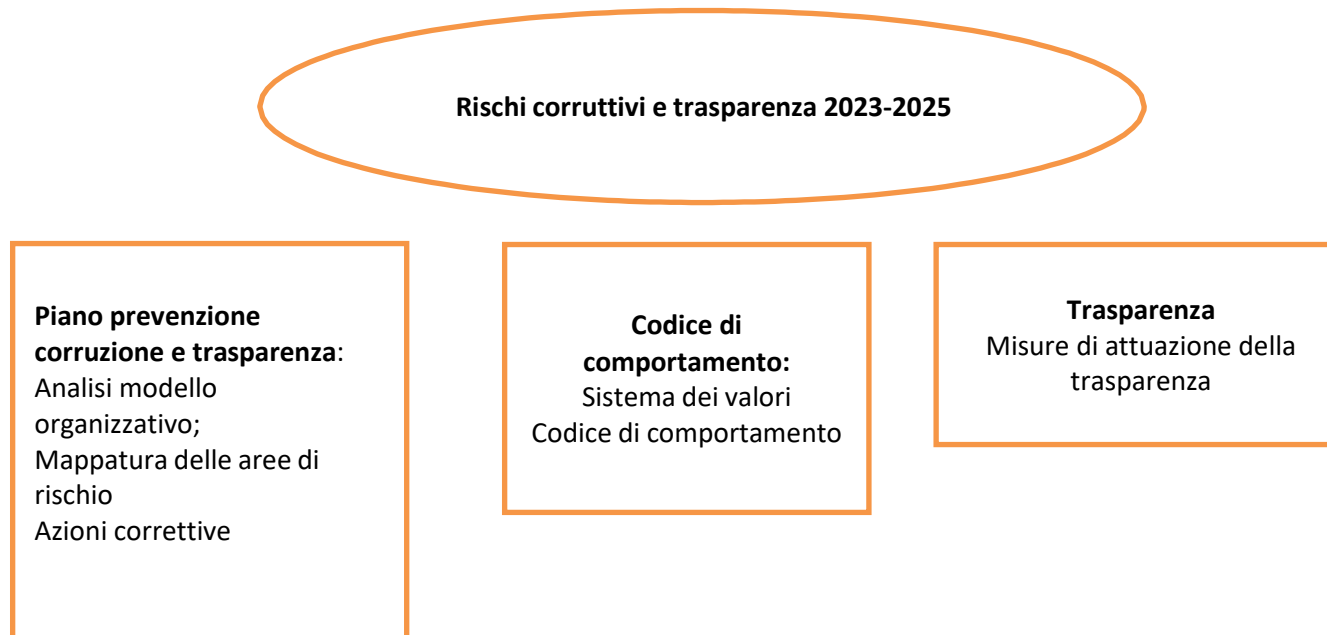 Rischi corruttivi e trasparenza 2023-2025
Piano prevenzione
corruzione e trasparenza:
Analisi modello
organizzativo;
Mappatura delle aree di
rischio
Azioni correttive
Codice di
comportamento:
Sistema dei valori
Codice di comportamento
Trasparenza
Misure di attuazione della
trasparenza